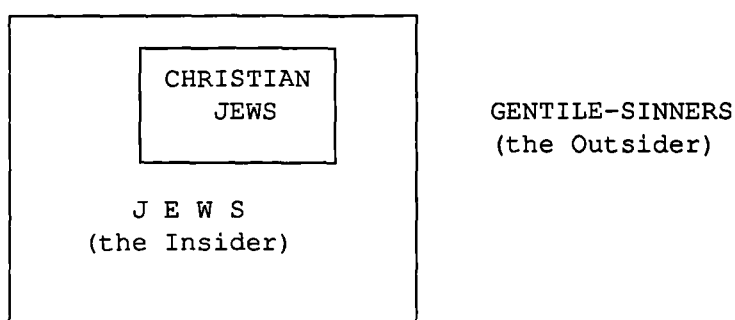 CHRISTIAN
JEWS
GENTILE-SINNERS
(the Outsider)
J E W S
(the Insider)